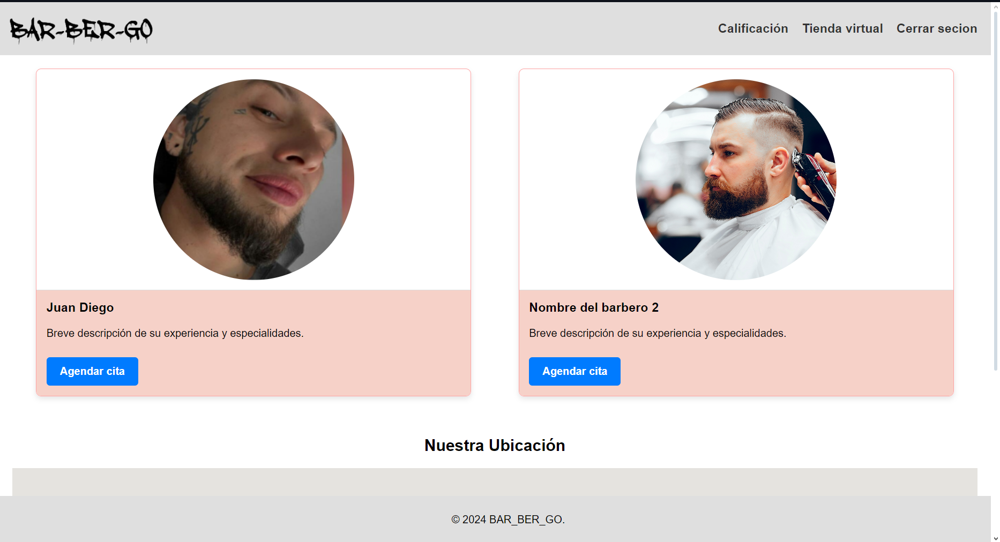 BAR-BER-GO
Calificación Tienda virtual Cerrar secion
Juan Diego
Breve descripción de su experiencia y especialidades.
Agendar cita
Nombre del barbero 2
Breve descripción de su experiencia y especialidades.
Agendar cita
Nuestra Ubicación
© 2024 BAR_BER_GO.